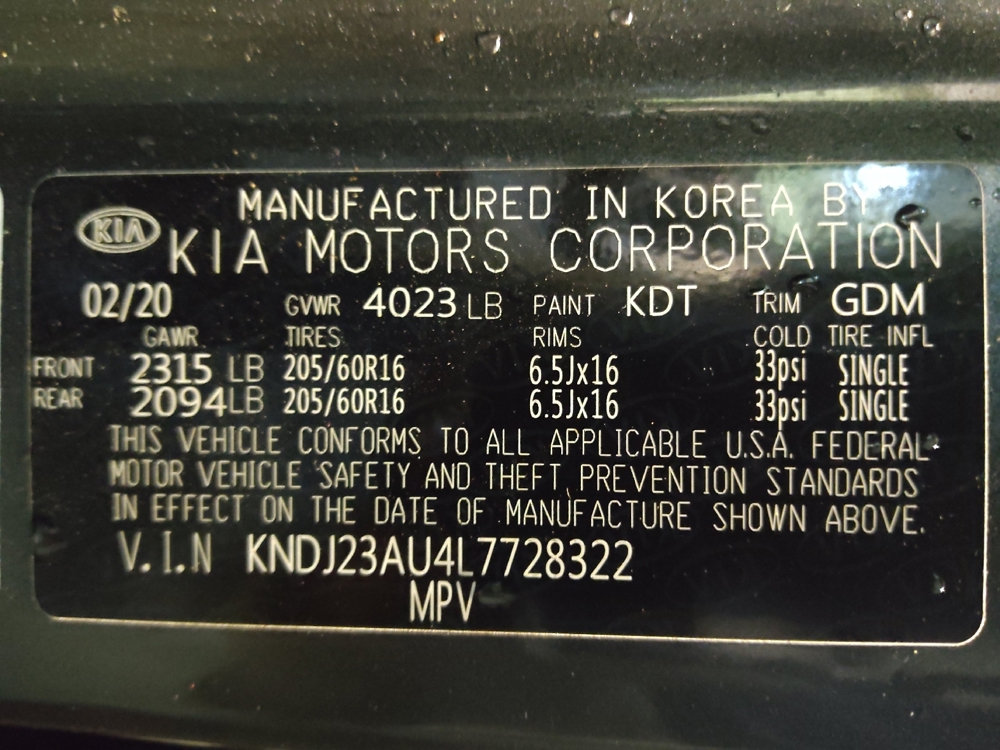 MANUFACTURED IN KOREA BY
KIA KIA MOTORS CORPORATION
02/20 GVWR 4023 LB PAINT KDT TRIM GDM
GAWR TIRES RIMS COLD TIRE INFL
FRONT 2315 LB 205/60R16 6.5Jx16 33psi SINGLE
REAR 2094 LB 205/60R16 6.5Jx16 33psi SINGLE
THIS VEHICLE CONFORMS TO ALL APPLICABLE U.S.A. FEDERAL
MOTOR VEHICLE SAFETY AND THEFT PREVENTION STANDARDS
IN EFFECT ON THE DATE OF MANUFACTURE SHOWN ABOVE.
V.I.N KNDJ23AU4L7728322
MPV